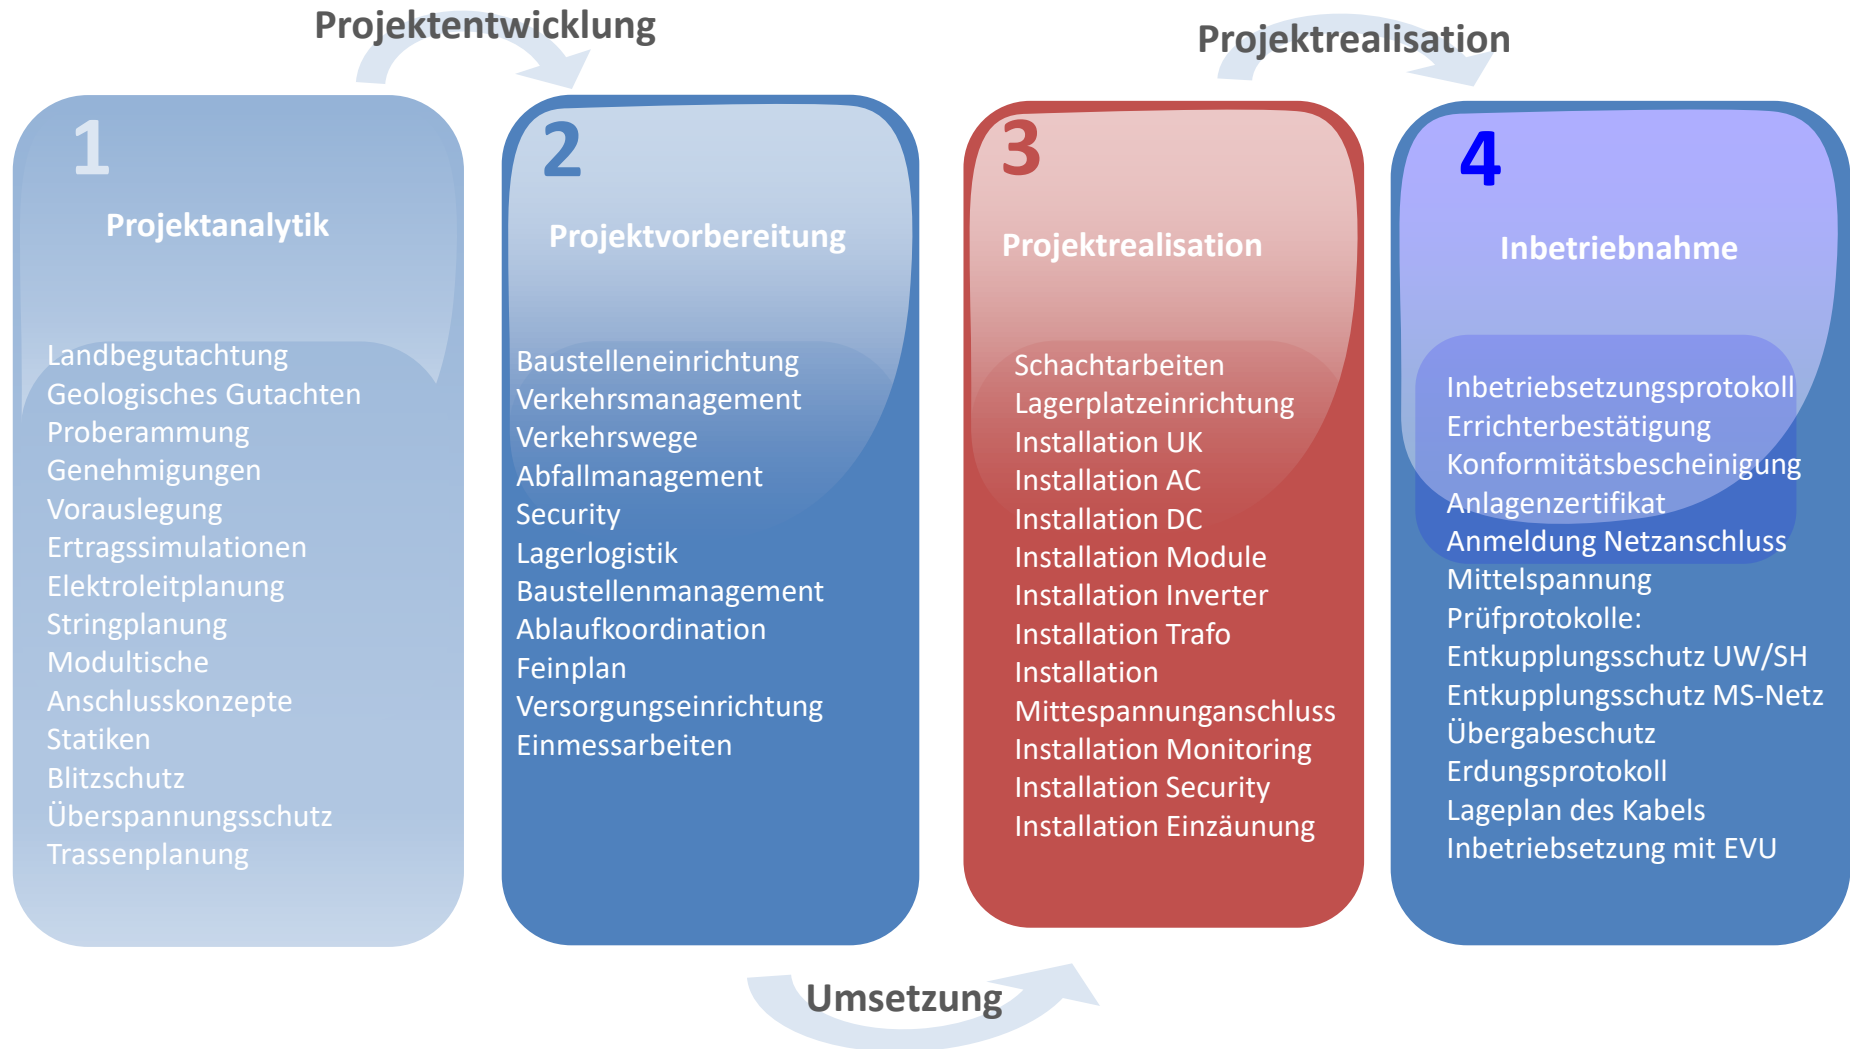 Projektentwicklung
Projektrealisation
1
Projektanalytik
Landbegutachtung
Geologisches Gutachten
Proberammung
Genehmigungen
Vorauslegung
Ertragssimulationen
Elektroleitplanung
Stringplanung
Modultische
Anschlusskonzepte
Statiken
Blitzschutz
Überspannungsschutz
Trassenplanung
2
Projektvorbereitung
Baustelleneinrichtung
Verkehrsmanagement
Verkehrswege
Abfallmanagement
Security
Lagerlogistik
Baustellenmanagement
Ablaufkoordination
Feinplan
Versorgungseinrichtung
Einmessarbeiten
3
Projektrealisation
Schachtarbeiten
Lagerplatzeinrichtung
Installation UK
Installation AC
Installation DC
Installation Module
Installation Inverter
Installation Trafo
Installation
Mittespannunganschluss
Installation Monitoring
Installation Security
Installation Einzäunung
4
Inbetriebnahme
Inbetriebsetzungsprotokoll
Errichterbestätigung
Konformitätsbescheinigung
Anlagenzertifikat
Anmeldung Netzanschluss
Mittelspannung
Prüfprotokolle:
Entkupplungsschutz UW/SH
Entkupplungsschutz MS-Netz
Übergabeschutz
Erdungsprotokoll
Lageplan des Kabels
Inbetriebsetzung mit EVU
Umsetzung